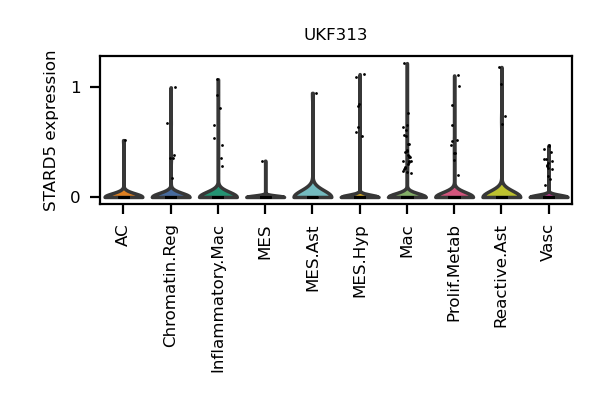 UKF313
STARD5 expression
1
0
AC
Chromatin.Reg
Inflammatory.Mac
MES
MES.Ast
MES.Hyp
Mac
Prolif.Metab
Reactive.Ast
Vasc